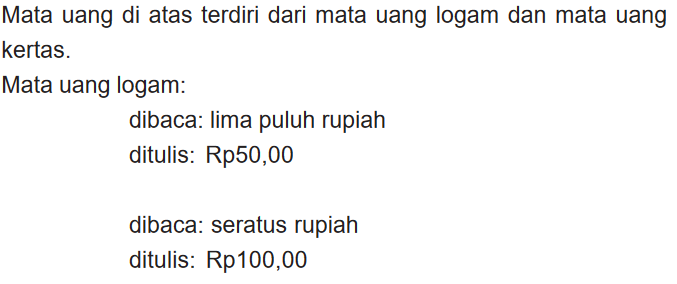 Mata uang di atas terdiri dari mata uang logam dan mata uang
kertas.
Mata uang logam:
dibaca: lima puluh rupiah
ditulis: Rp50,00
dibaca: seratus rupiah
ditulis: Rp100,00